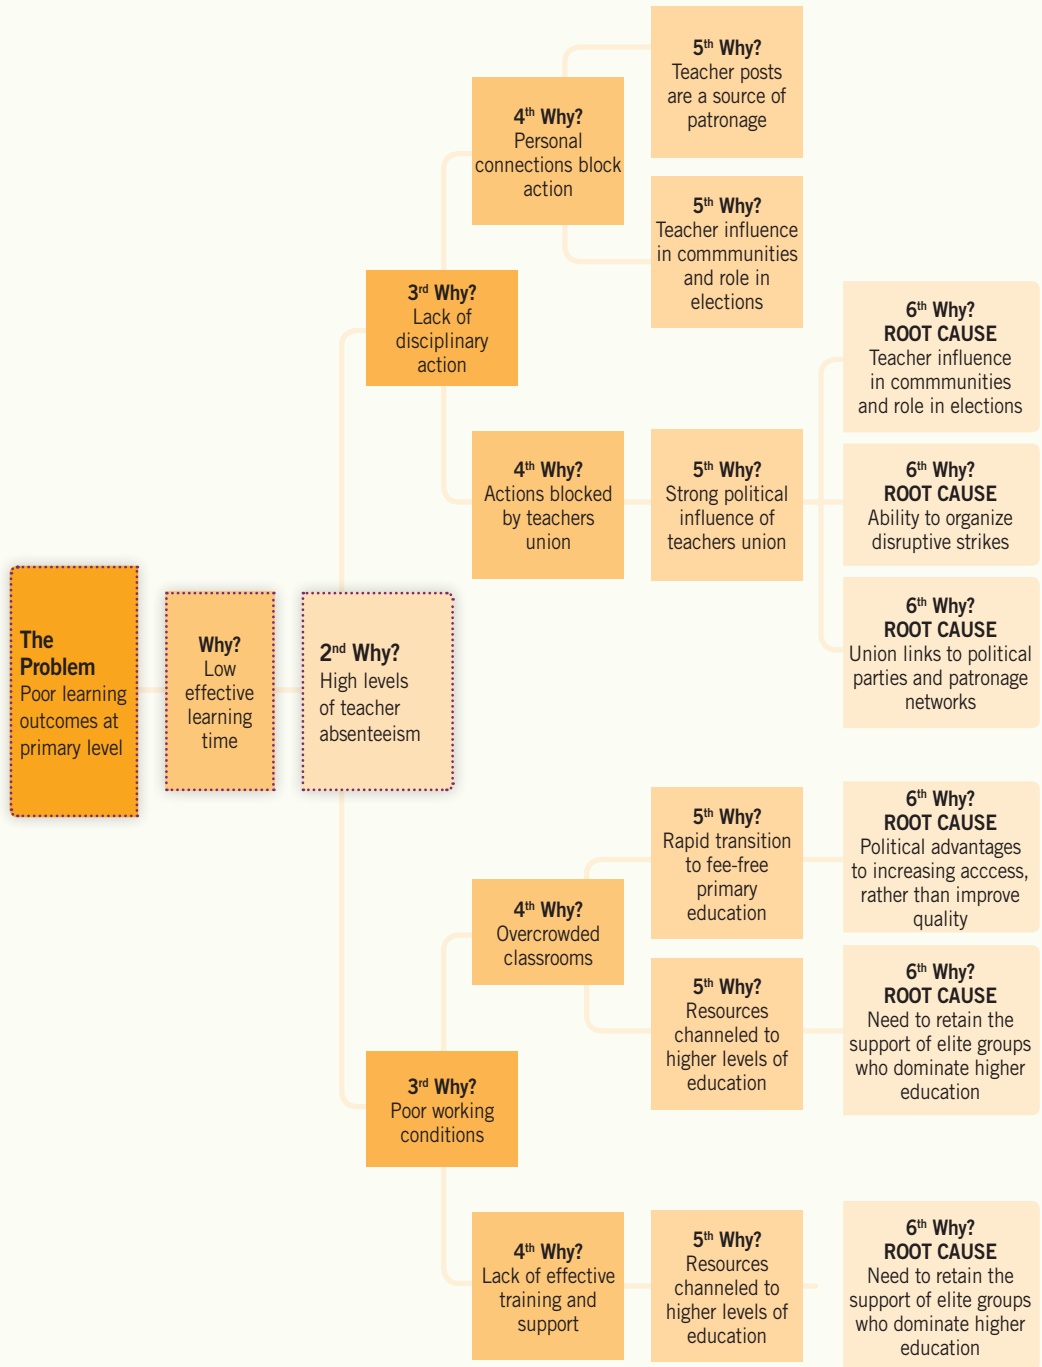 The
Problem
Poor learning
outcomes at
primary level
Why?
Low
effective
learning
time
2nd Why?
High levels
of teacher
absenteeism
3rd Why?
Lack of
disciplinary
action
4th Why?
Personal
connections block
action
5th Why?
Teacher posts
are a source of
patronage
5th Why?
Teacher influence
in commmunities
and role in
elections
4th Why?
Actions blocked
by teachers
union
5th Why?
Strong political
influence of
teachers union
6th Why?
ROOT CAUSE
Teacher influence
in commmunities
and role in elections
6th Why?
ROOT CAUSE
Ability to organize
disruptive strikes
6th Why?
ROOT CAUSE
Union links to political
parties and patronage
networks
3rd Why?
Poor working
conditions
4th Why?
Overcrowded
classrooms
5th Why?
Rapid transition
to fee-free
primary
education
6th Why?
ROOT CAUSE
Political advantages
to increasing acccess,
rather than improve
quality
5th Why?
Resources
channeled to
higher levels of
education
6th Why?
ROOT CAUSE
Need to retain the
support of elite groups
who dominate higher
education
4th Why?
Lack of effective
training and
support
5th Why?
Resources
channeled to
higher levels of
education
6th Why?
ROOT CAUSE
Need to retain the
support of elite groups
who dominate higher
education